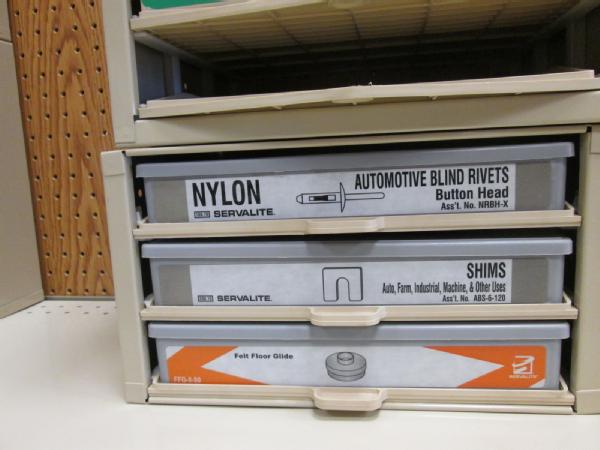 NYLON
AUTOMOTIVE BLIND RIVETS
Button Head
SERVALITE
Ass't. No. NRBH-X
SHIMS
Auto, Farm, Industrial, Machine, & Other Uses
SERVALITE
Ass't. No. ABS-6-120
Felt Floor Glide
FFG-5-50
SERVALITE